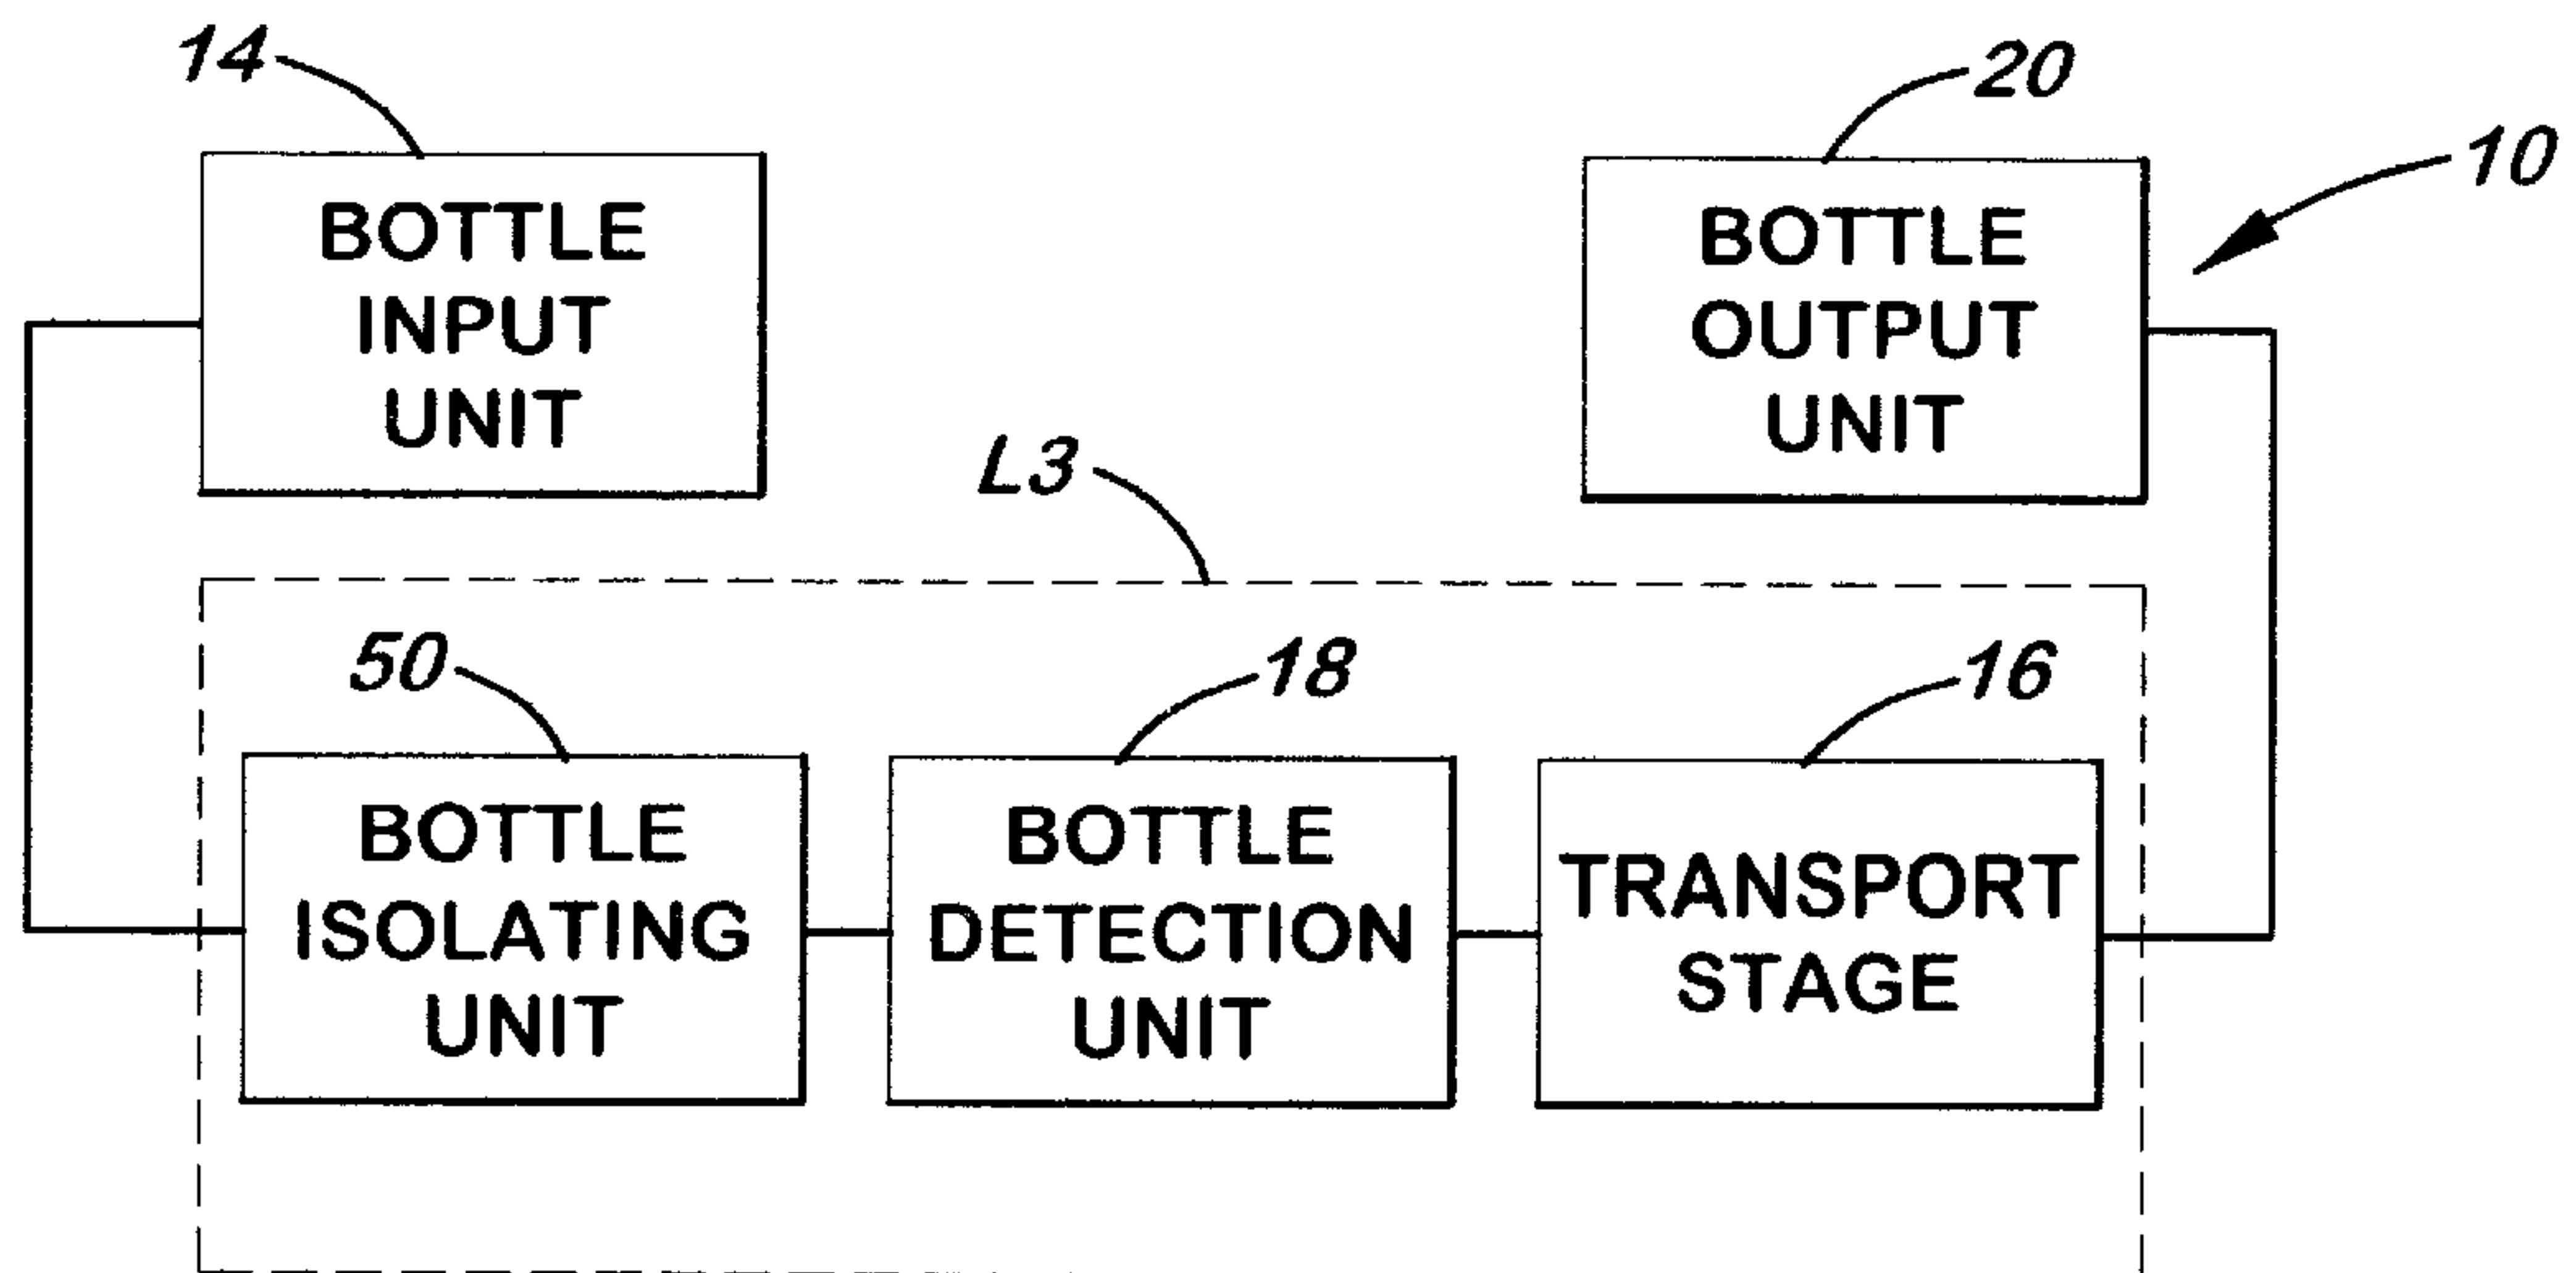 14
20
10
BOTTLE
INPUT
UNIT
BOTTLE
OUTPUT
UNIT
L3
50
18
16
BOTTLE
ISOLATING
UNIT
BOTTLE
DETECTION
UNIT
TRANSPORT
STAGE